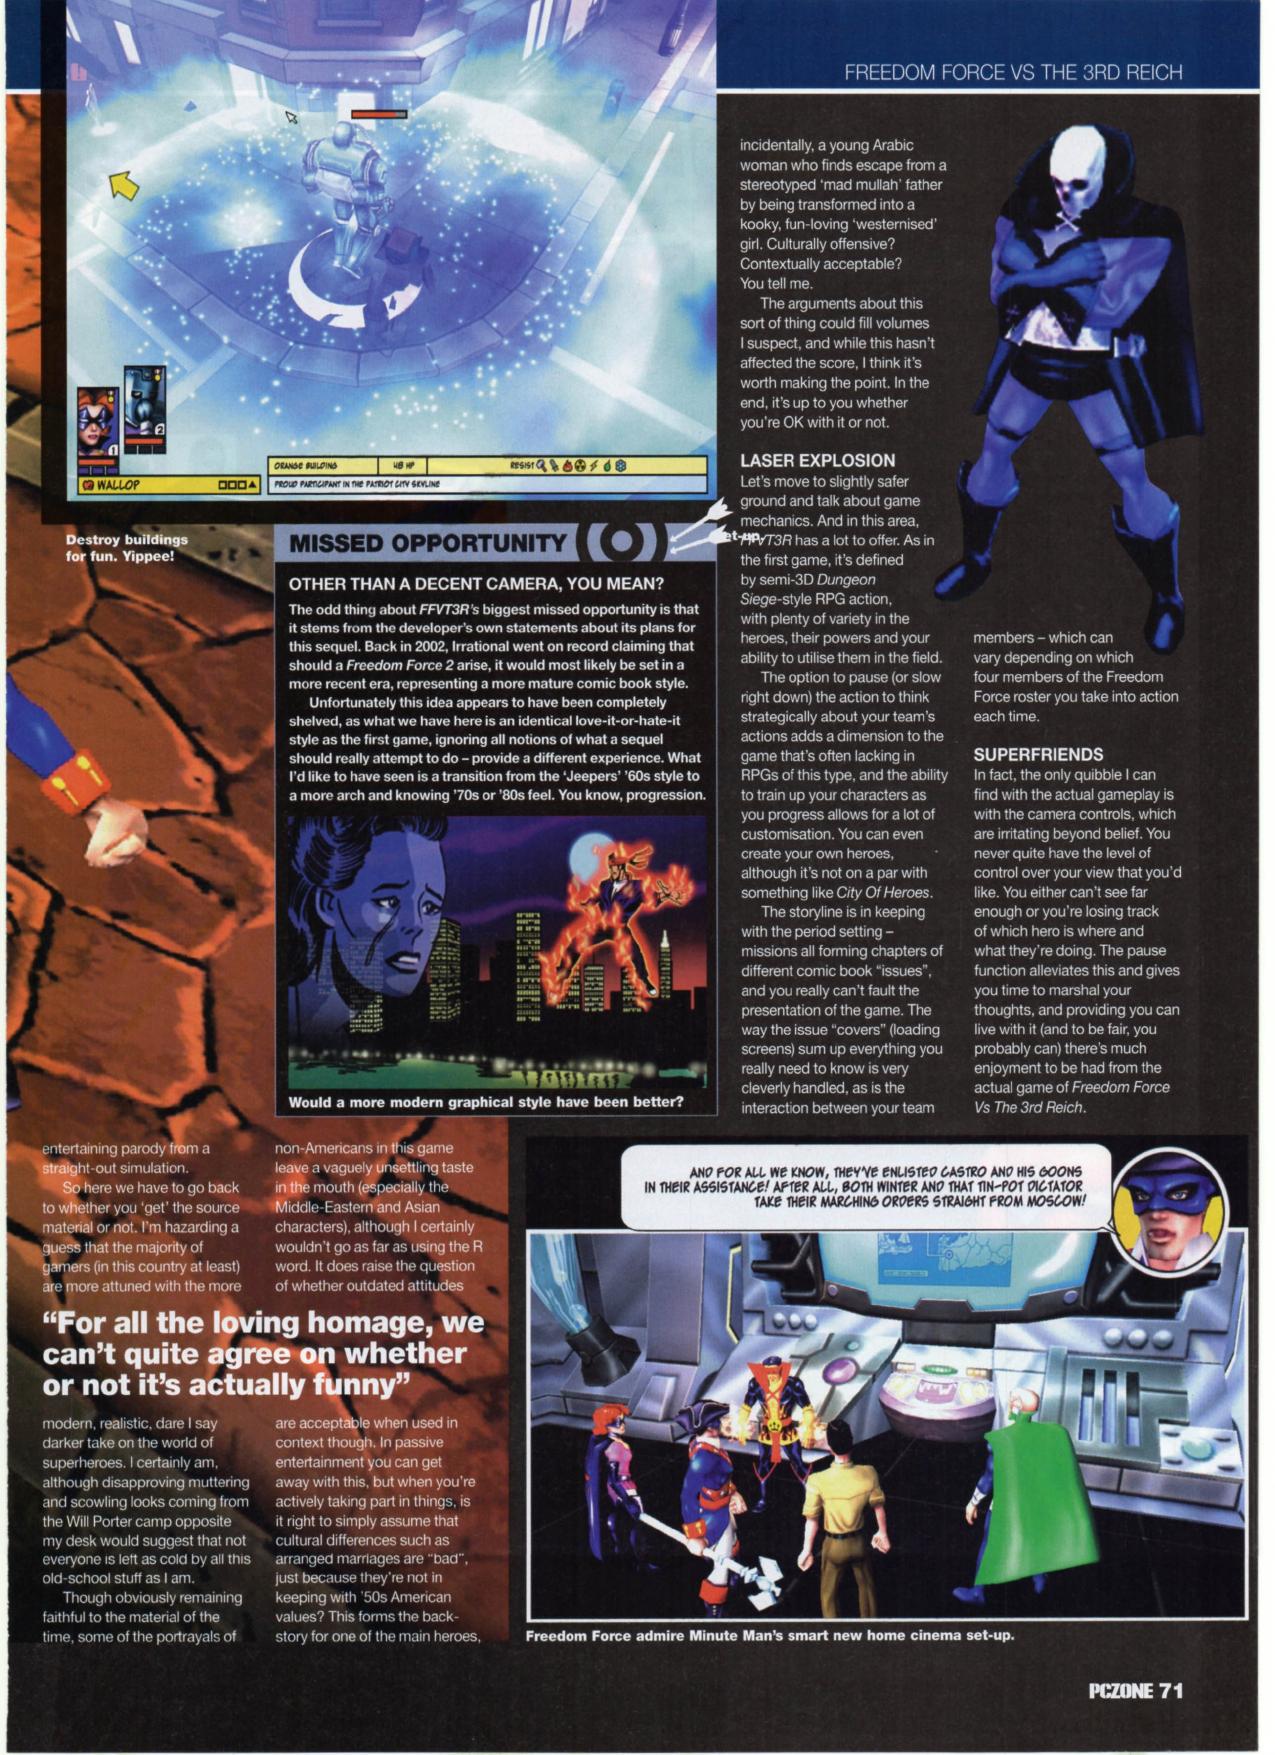 FREEDOM FORCE VS THE 3RD REICH
1
2
WALLOP
ORANGE BUILDING
48 HP
RESIST
PROUD PARTICIPANT IN THE PATRIOT CITY SKYLINE
Destroy buildings
for fun. Yippee!
MISSED OPPORTUNITY
OTHER THAN A DECENT CAMERA, YOU MEAN?
The odd thing about FFVT3R's biggest missed opportunity is that
it stems from the developer's own statements about its plans for
this sequel. Back in 2002, Irrational went on record claiming that
should a Freedom Force 2 arise, it would most likely be set in a
more recent era, representing a more mature comic book style.
Unfortunately this idea appears to have been completely
shelved, as what we have here is an identical love-it-or-hate-it
style as the first game, ignoring all notions of what a sequel
should really attempt to do – provide a different experience. What
I'd like to have seen is a transition from the 'Jeepers' '60s style to
a more arch and knowing '70s or '80s feel. You know, progression.
Would a more modern graphical style have been better?
entertaining parody from a
straight-out simulation.
So here we have to go back
to whether you 'get' the source
material or not. I'm hazarding a
guess that the majority of
gamers (in this country at least)
are more attuned with the more
"For all the loving homage, we
can't quite agree on whether
or not it's actually funny"
modern, realistic, dare I say
darker take on the world of
superheroes. I certainly am,
although disapproving muttering
and scowling looks coming from
the Will Porter camp opposite
my desk would suggest that not
everyone is left as cold by all this
old-school stuff as I am.
Though obviously remaining
faithful to the material of the
time, some of the portrayals of
non-Americans in this game
leave a vaguely unsettling taste
in the mouth (especially the
Middle-Eastern and Asian
characters), although I certainly
wouldn't go as far as using the R
word. It does raise the question
of whether outdated attitudes
are acceptable when used in
context though. In passive
entertainment you can get
away with this, but when you're
actively taking part in things, is
it right to simply assume that
cultural differences such as
arranged marriages are "bad",
just because they're not in
keeping with '50s American
values? This forms the back-
story for one of the main heroes,
incidentally, a young Arabic
woman who finds escape from a
stereotyped 'mad mullah' father
by being transformed into a
kooky, fun-loving 'westernised'
girl. Culturally offensive?
Contextually acceptable?
You tell me.
The arguments about this
sort of thing could fill volumes
I suspect, and while this hasn't
affected the score, I think it's
worth making the point. In the
end, it's up to you whether
you're OK with it or not.
LASER EXPLOSION
Let's move to slightly safer
ground and talk about game
mechanics. And in this area,
et-up.
FFVT3R has a lot to offer. As in
the first game, it's defined
by semi-3D Dungeon
Siege-style RPG action,
with plenty of variety in the
heroes, their powers and your
ability to utilise them in the field.
The option to pause (or slow
right down) the action to think
strategically about your team's
actions adds a dimension to the
game that's often lacking in
RPGs of this type, and the ability
to train up your characters as
you progress allows for a lot of
customisation. You can even
create your own heroes,
although it's not on a par with
something like City Of Heroes.
The storyline is in keeping
with the period setting –
missions all forming chapters of
different comic book "issues",
and you really can't fault the
presentation of the game. The
way the issue "covers" (loading
screens) sum up everything you
really need to know is very
cleverly handled, as is the
interaction between your team
members – which can
vary depending on which
four members of the Freedom
Force roster you take into action
each time.
SUPERFRIENDS
In fact, the only quibble I can
find with the actual gameplay is
with the camera controls, which
are irritating beyond belief. You
never quite have the level of
control over your view that you'd
like. You either can't see far
enough or you're losing track
of which hero is where and
what they're doing. The pause
function alleviates this and gives
you time to marshal your
thoughts, and providing you can
live with it (and to be fair, you
probably can) there's much
enjoyment to be had from the
actual game of Freedom Force
Vs The 3rd Reich.
AND FOR ALL WE KNOW, THEY'VE ENLISTED CASTRO AND HIS GOONS
IN THEIR ASSISTANCE! AFTER ALL, BOTH WINTER AND THAT TIN-POT DICTATOR
TAKE THEIR MARCHING ORDERS STRAIGHT FROM MOSCOW!
Freedom Force admire Minute Man's smart new home cinema set-up.
PCZONE 71